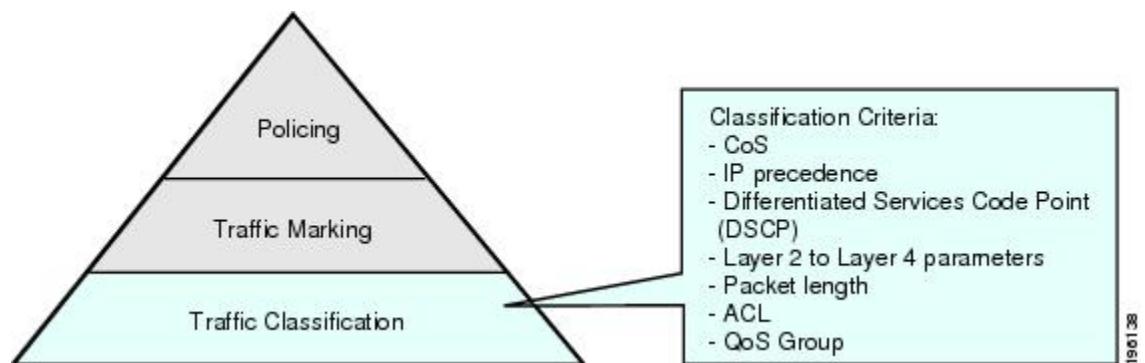 Policing
Traffic Marking
Traffic Classification
Classification Criteria:
- CoS
- IP precedence
- Differentiated Services Code Point
(DSCP)
- Layer 2 to Layer 4 parameters
- Packet length
- ACL
- QoS Group
196138